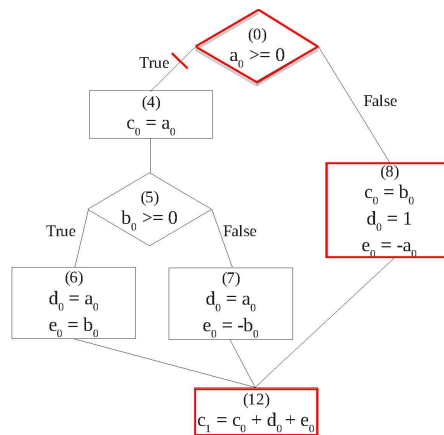 (0)
a₀ >= 0
True
False
(4)
c₀ = a₀
(5)
b₀ >= 0
True
False
(8)
c₀ = b₀
d₀ = 1
e₀ = -a₀
(6)
d₀ = a₀
e₀ = b₀
(7)
d₀ = a₀
e₀ = -b₀
(12)
c₁ = c₀ + d₀ + e₀